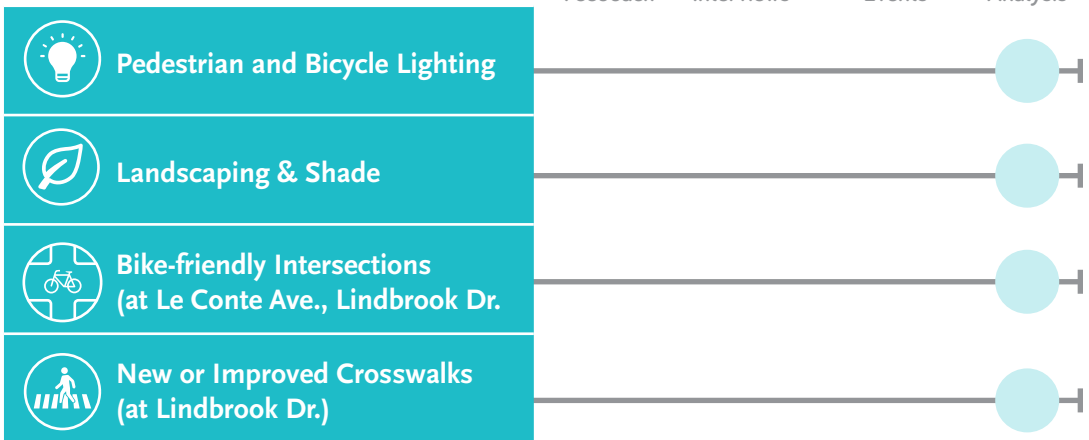 Analysis
Pedestrian and Bicycle Lighting
Landscaping & Shade
Bike-friendly Intersections
(at Le Conte Ave., Lindbrook Dr.
New or Improved Crosswalks
(at Lindbrook Dr.)